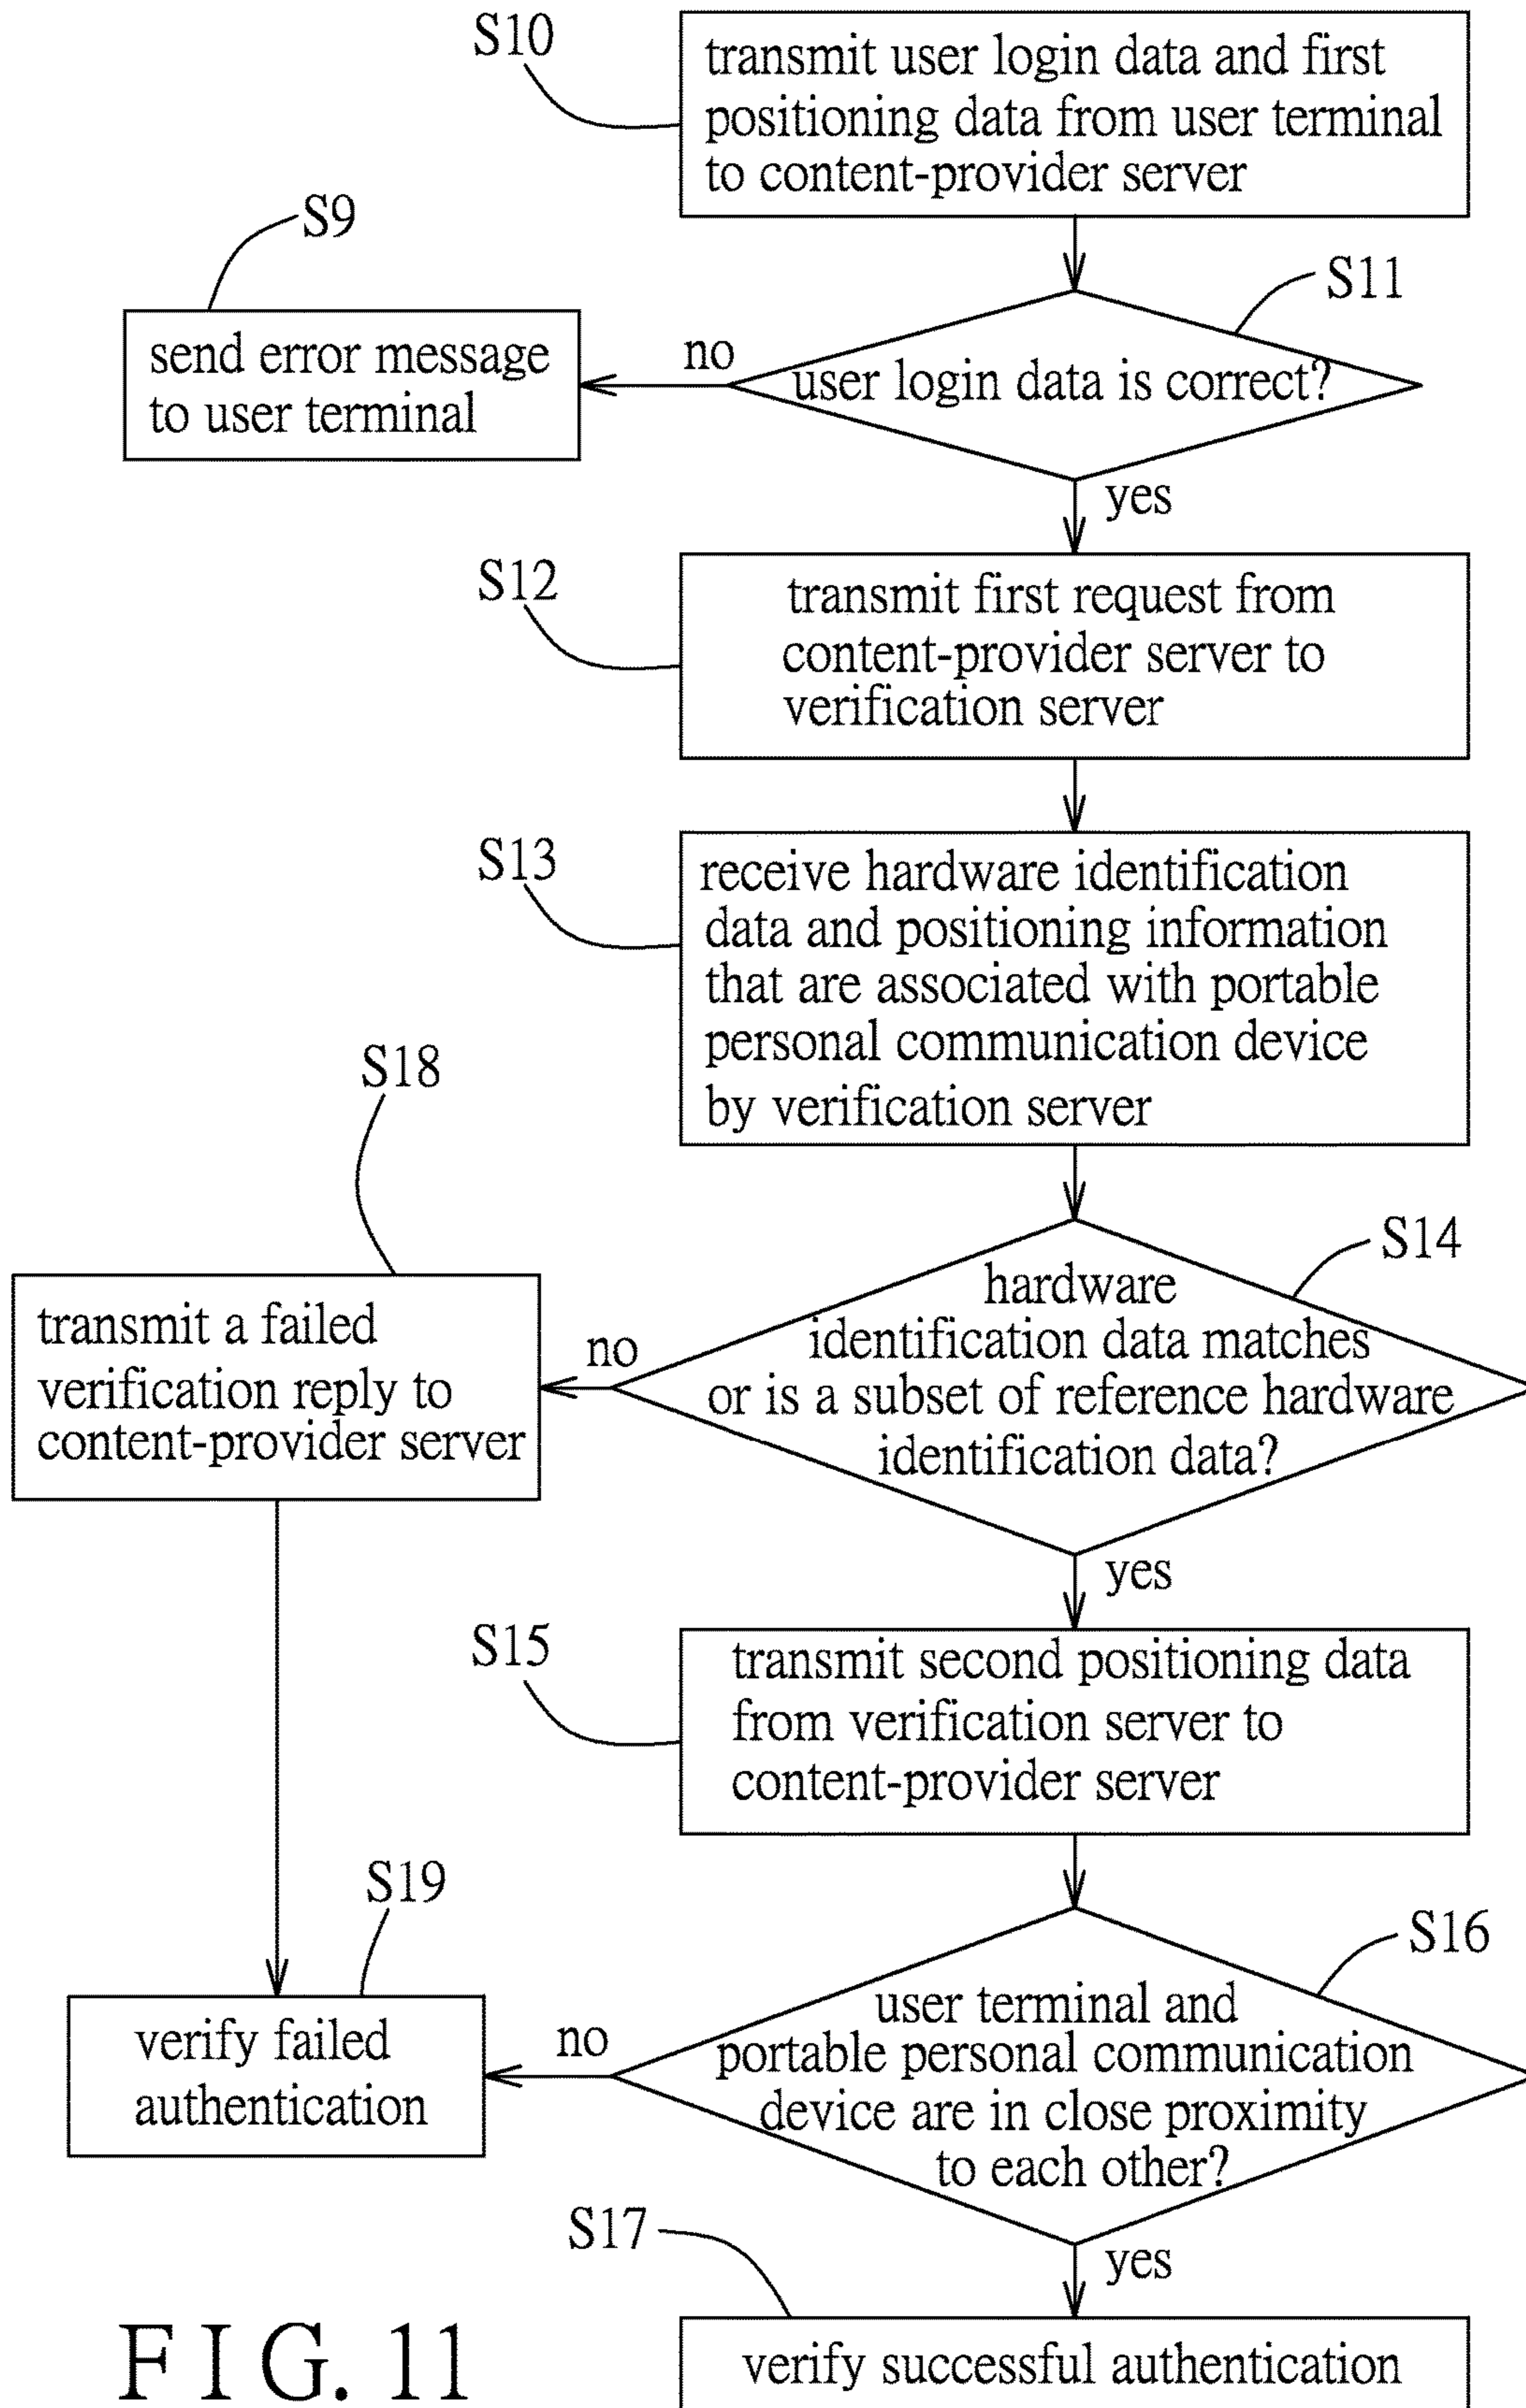 S10
transmit user login data and first
positioning data from user terminal
to content-provider server
S9
S11
send error message
to user terminal
no
user login data is correct?
yes
S12
transmit first request from
content-provider server to
verification server
S13
receive hardware identification
data and positioning information
that are associated with portable
personal communication device
by verification server
S18
S14
transmit a failed
verification reply to
content-provider server
no
hardware
identification data matches
or is a subset of reference hardware
identification data?
yes
S15
transmit second positioning data
from verification server to
content-provider server
S19
S16
verify failed
authentication
no
user terminal and
portable personal communication
device are in close proximity
to each other?
S17
yes
verify successful authentication
FIG. 11